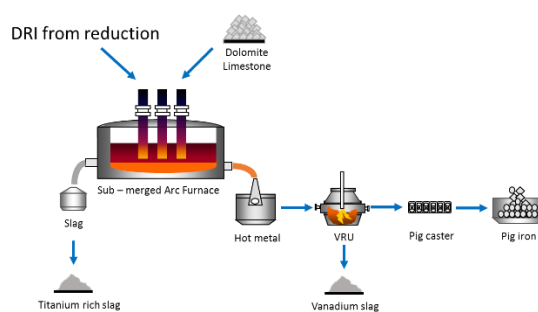 DRI from reduction
Dolomite
Limestone
Sub – merged Arc Furnace
Slag
Hot metal
VRU
Pig caster
Pig iron
Titanium rich slag
Vanadium slag